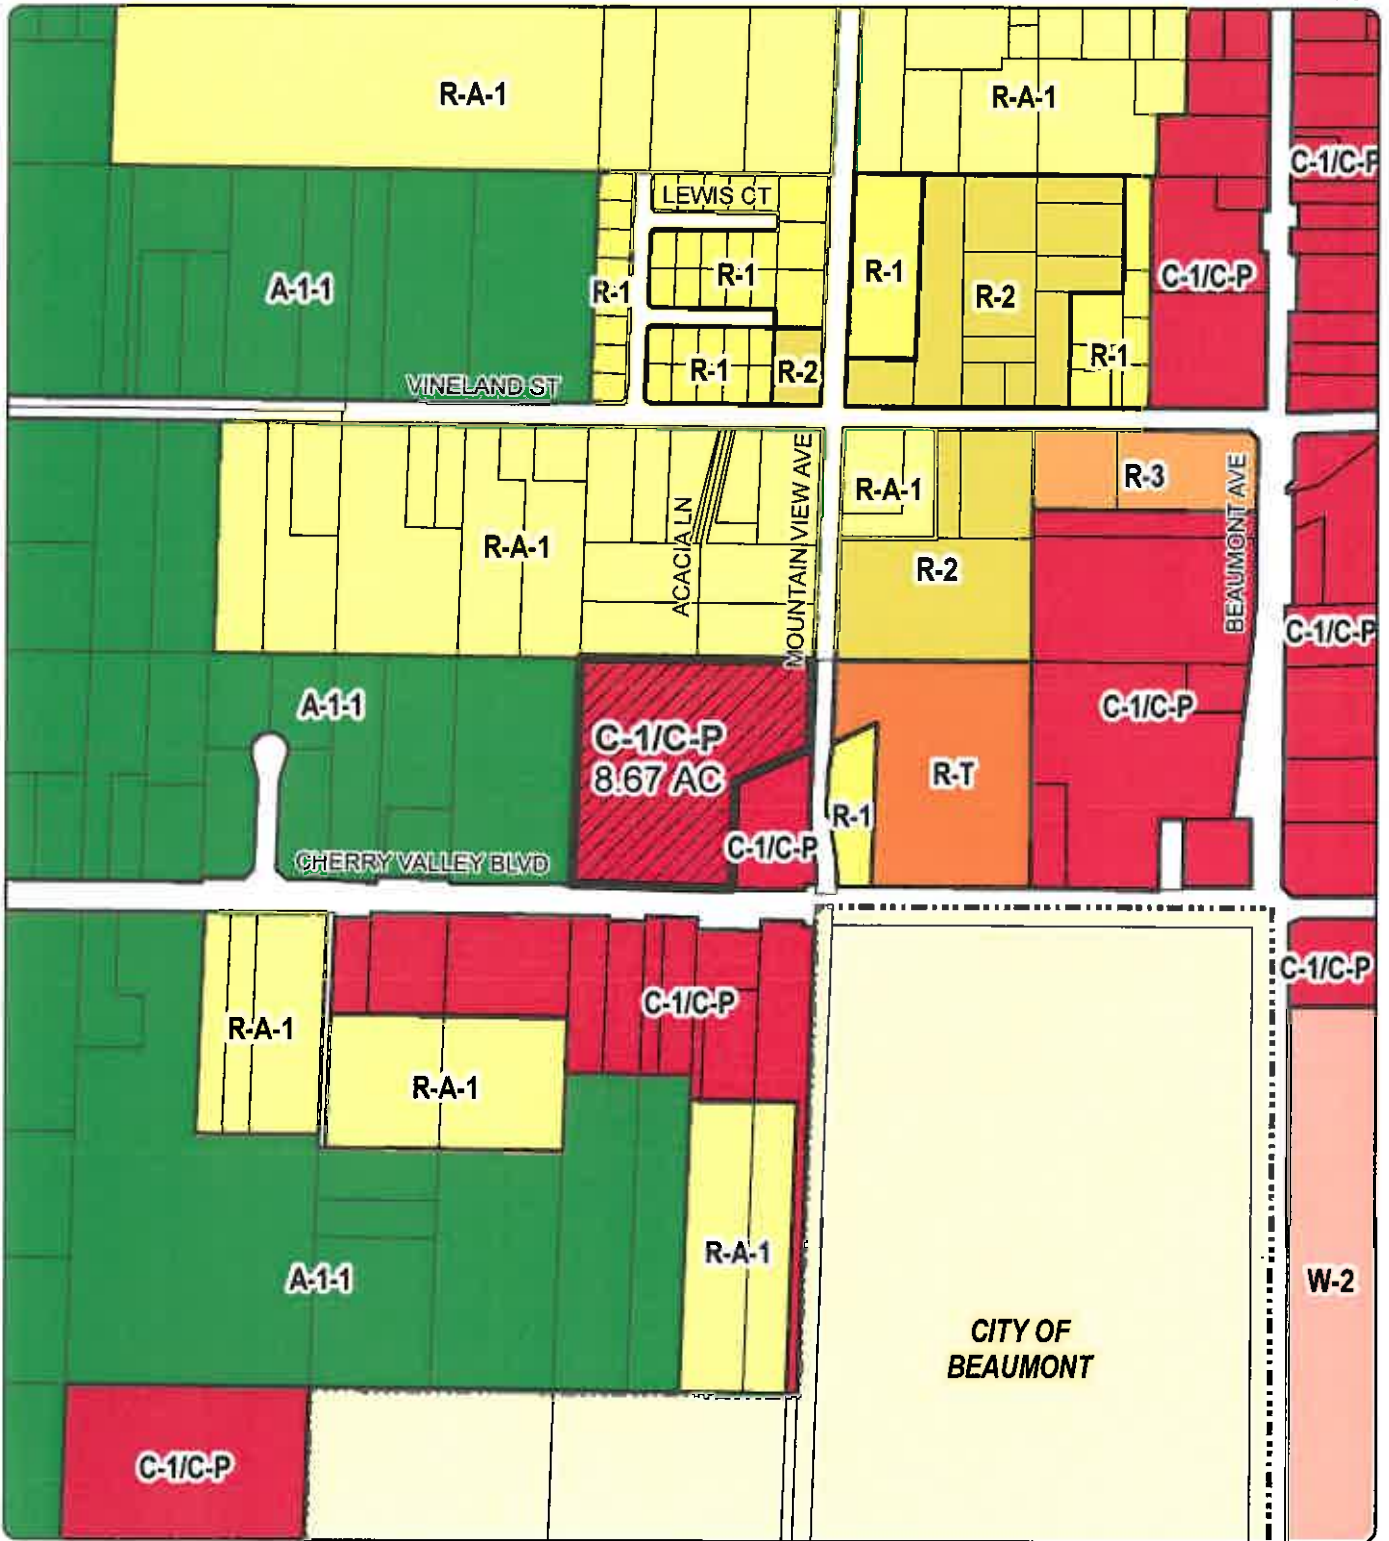 R-A-1
R-A-1
C-1/C-P
LEWIS CT
A-1-1
R-1
R-1
R-1
R-2
C-1/C-P
R-1
R-2
R-1
VINELAND ST
R-A-1
ACACIA LN
MOUNTAIN VIEW AVE
R-A-1
R-3
BEAUMONT AVE
R-2
C-1/C-P
A-1-1
C-1/C-P
8.67 AC
C-1/C-P
R-1
R-T
C-1/C-P
CHERRY VALLEY BLVD
C-1/C-P
C-1/C-P
R-A-1
R-A-1
R-A-1
A-1-1
W-2
CITY OF
BEAUMONT
C-1/C-P